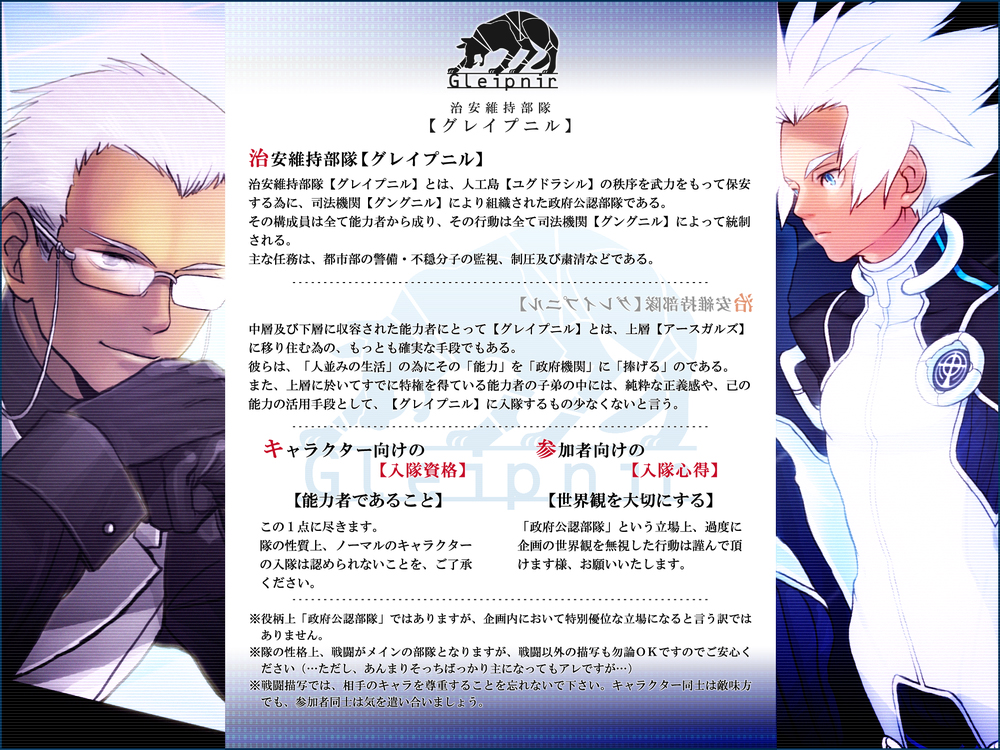 Gleipnir
治安維持部隊
【グレイプニル】
治安維持部隊【グレイプニル】
治安維持部隊【グレイプニル】とは、人工島【ユグドラシル】の秩序を武力をもって保安
する為に、司法機関【グングニル】により組織された政府公認部隊である。
その構成員は全て能力者から成り、その行動は全て司法機関【グングニル】によって統制
される。
主な任務は、都市部の警備・不穏分子の監視、制圧及び粛清などである。
治安維持部隊【グレイプニル】
中層及び下層に収容された能力者にとって【グレイプニル】とは、上層【アースガルズ】
に移り住む為の、もっとも確実な手段でもある。
彼らは、「人並みの生活」の為にその「能力」を「政府機関」に「捧げる」のである。
また、上層に於いてすでに特権を得ている能力者の子弟の中には、純粋な正義感や、己の
能力の活用手段として、【グレイプニル】に入隊するもの少なくないと言う。
キャラクター向けの
【入隊資格】
【能力者であること】
この１点に尽きます。
隊の性質上、ノーマルのキャラクター
の入隊は認められないことを、ご了承
ください。
参加者向けの
【入隊心得】
【世界観を大切にする】
「政府公認部隊」という立場上、過度に
企画の世界観を無視した行動は謹んで頂
けます様、お願いいたします。
Gleipnir
※役柄上「政府公認部隊」ではありますが、企画内において特別優位な立場になると言う訳では
ありません。
※隊の性格上、戦闘がメインの部隊となりますが、戦闘以外の描写も勿論ＯＫですのでご安心く
ださい（…ただし、あんまりそっちばっかり主になってもアレですが…）
※戦闘描写では、相手のキャラを尊重することを忘れないで下さい。キャラクター同士は敵味方
でも、参加者同士は気を遣い合いましょう。